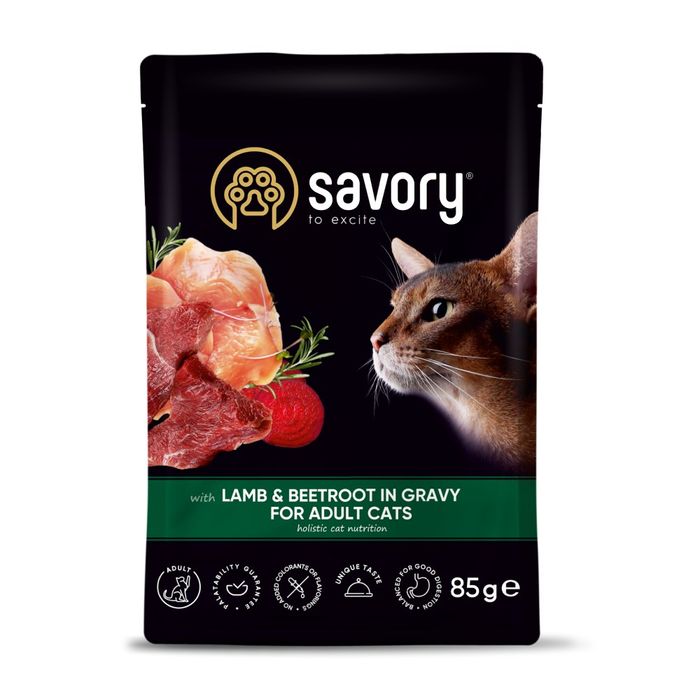 savory®
to excite
with LAMB & BEETROOT IN GRAVY
FOR ADULT CATS
holistic cat nutrition
ADULT
PALATABILITY GUARANTEE
NO ADDED COLORANTS OR FLAVORINGS
UNIQUE TASTE
BALANCED FOR GOOD DIGESTION
85g℮